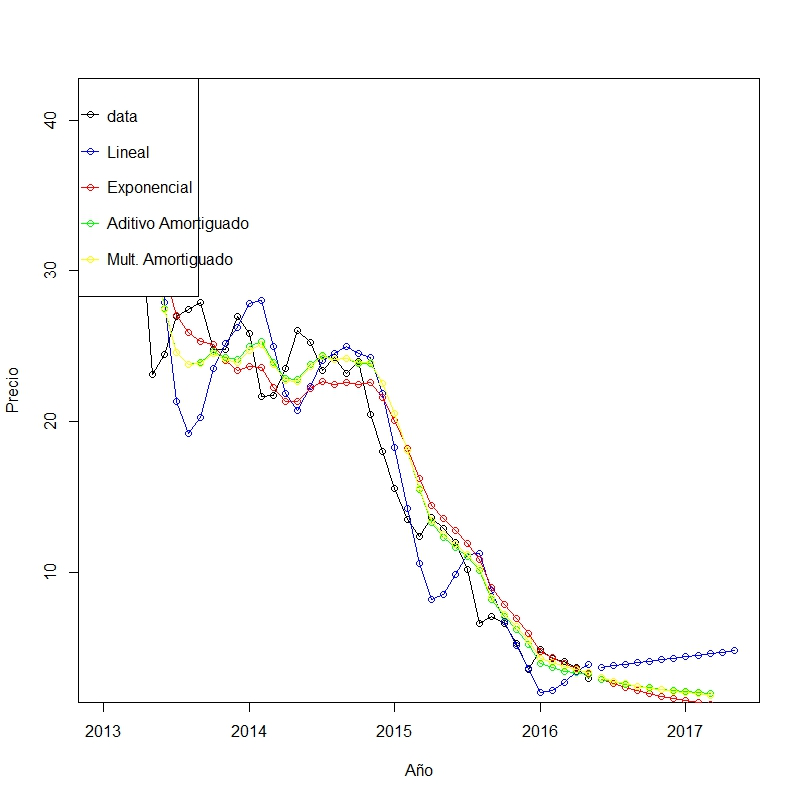 Precio
40
30
20
10
data
Lineal
Exponencial
Aditivo Amortiguado
Mult. Amortiguado
2013 2014 2015 2016 2017
Año